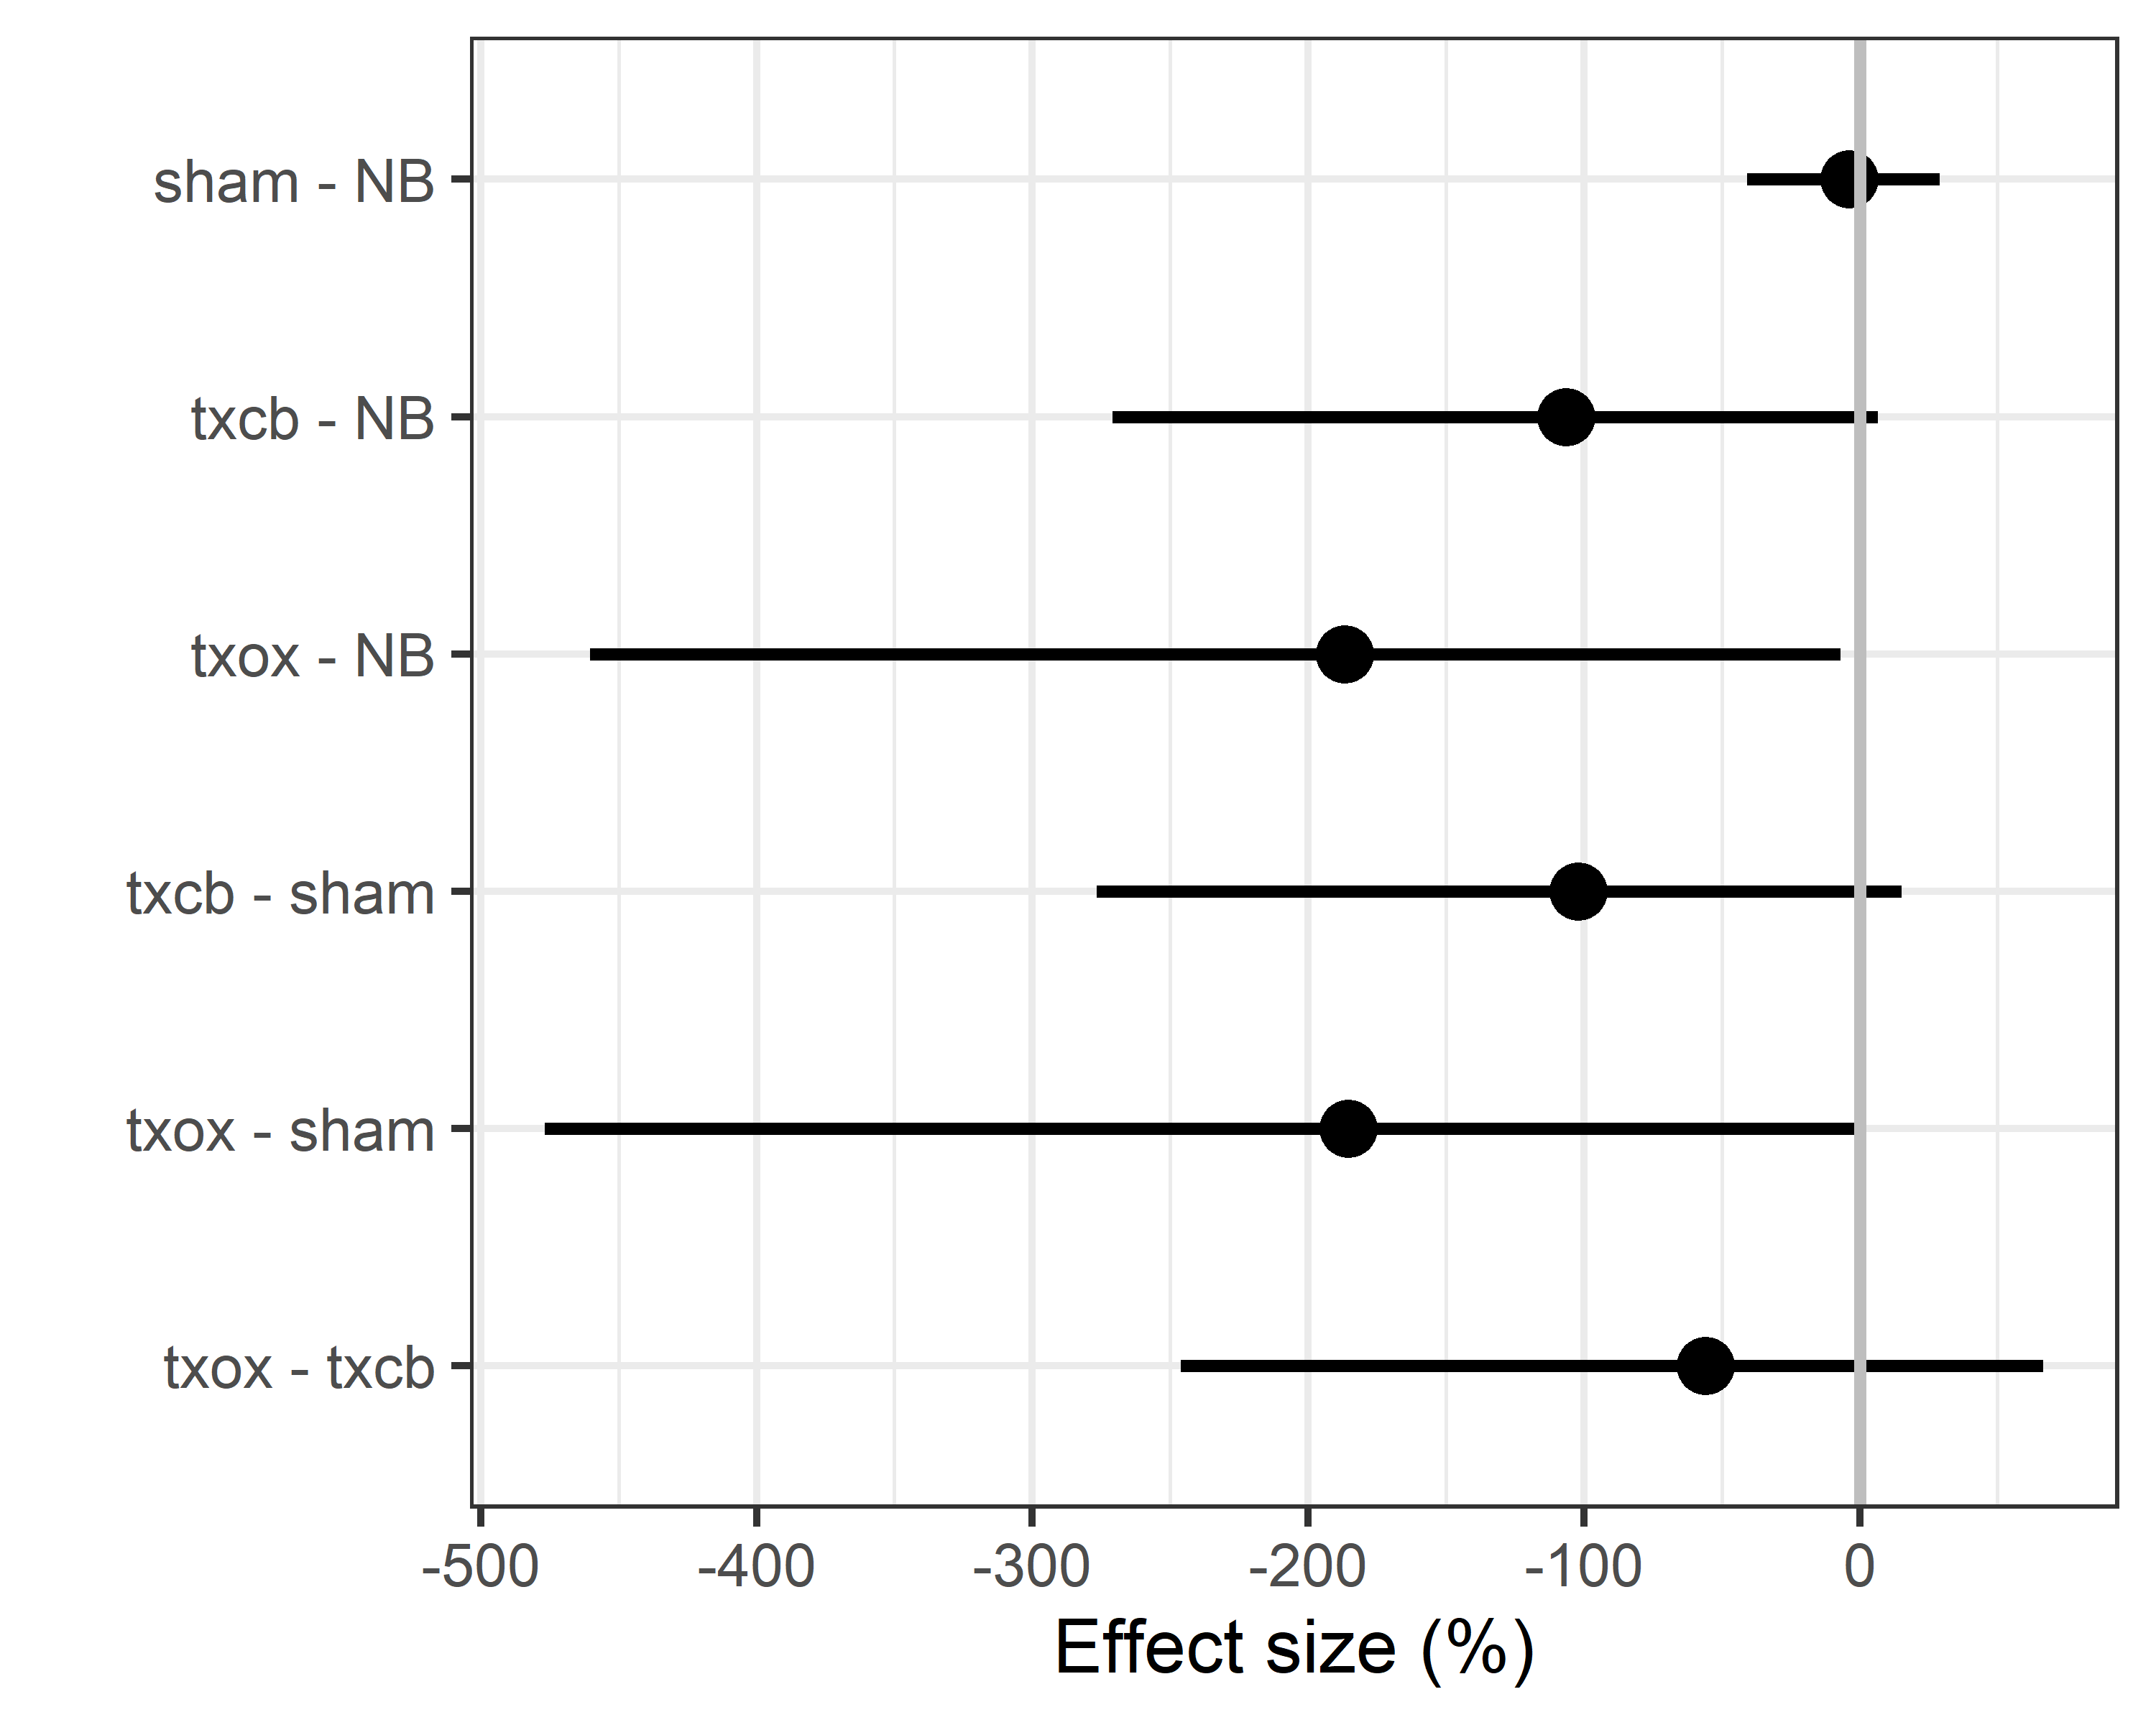 sham - NB
txcb - NB
txox - NB
txcb - sham
txox - sham
txox - txcb
-500 -400 -300 -200 -100 0
Effect size (%)